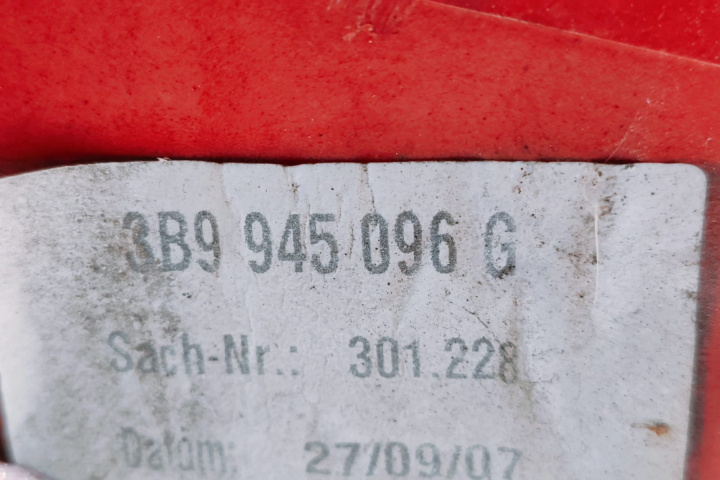 3B9 945 096 G
Sach-Nr.: 301.228
Datum: 27/09/07